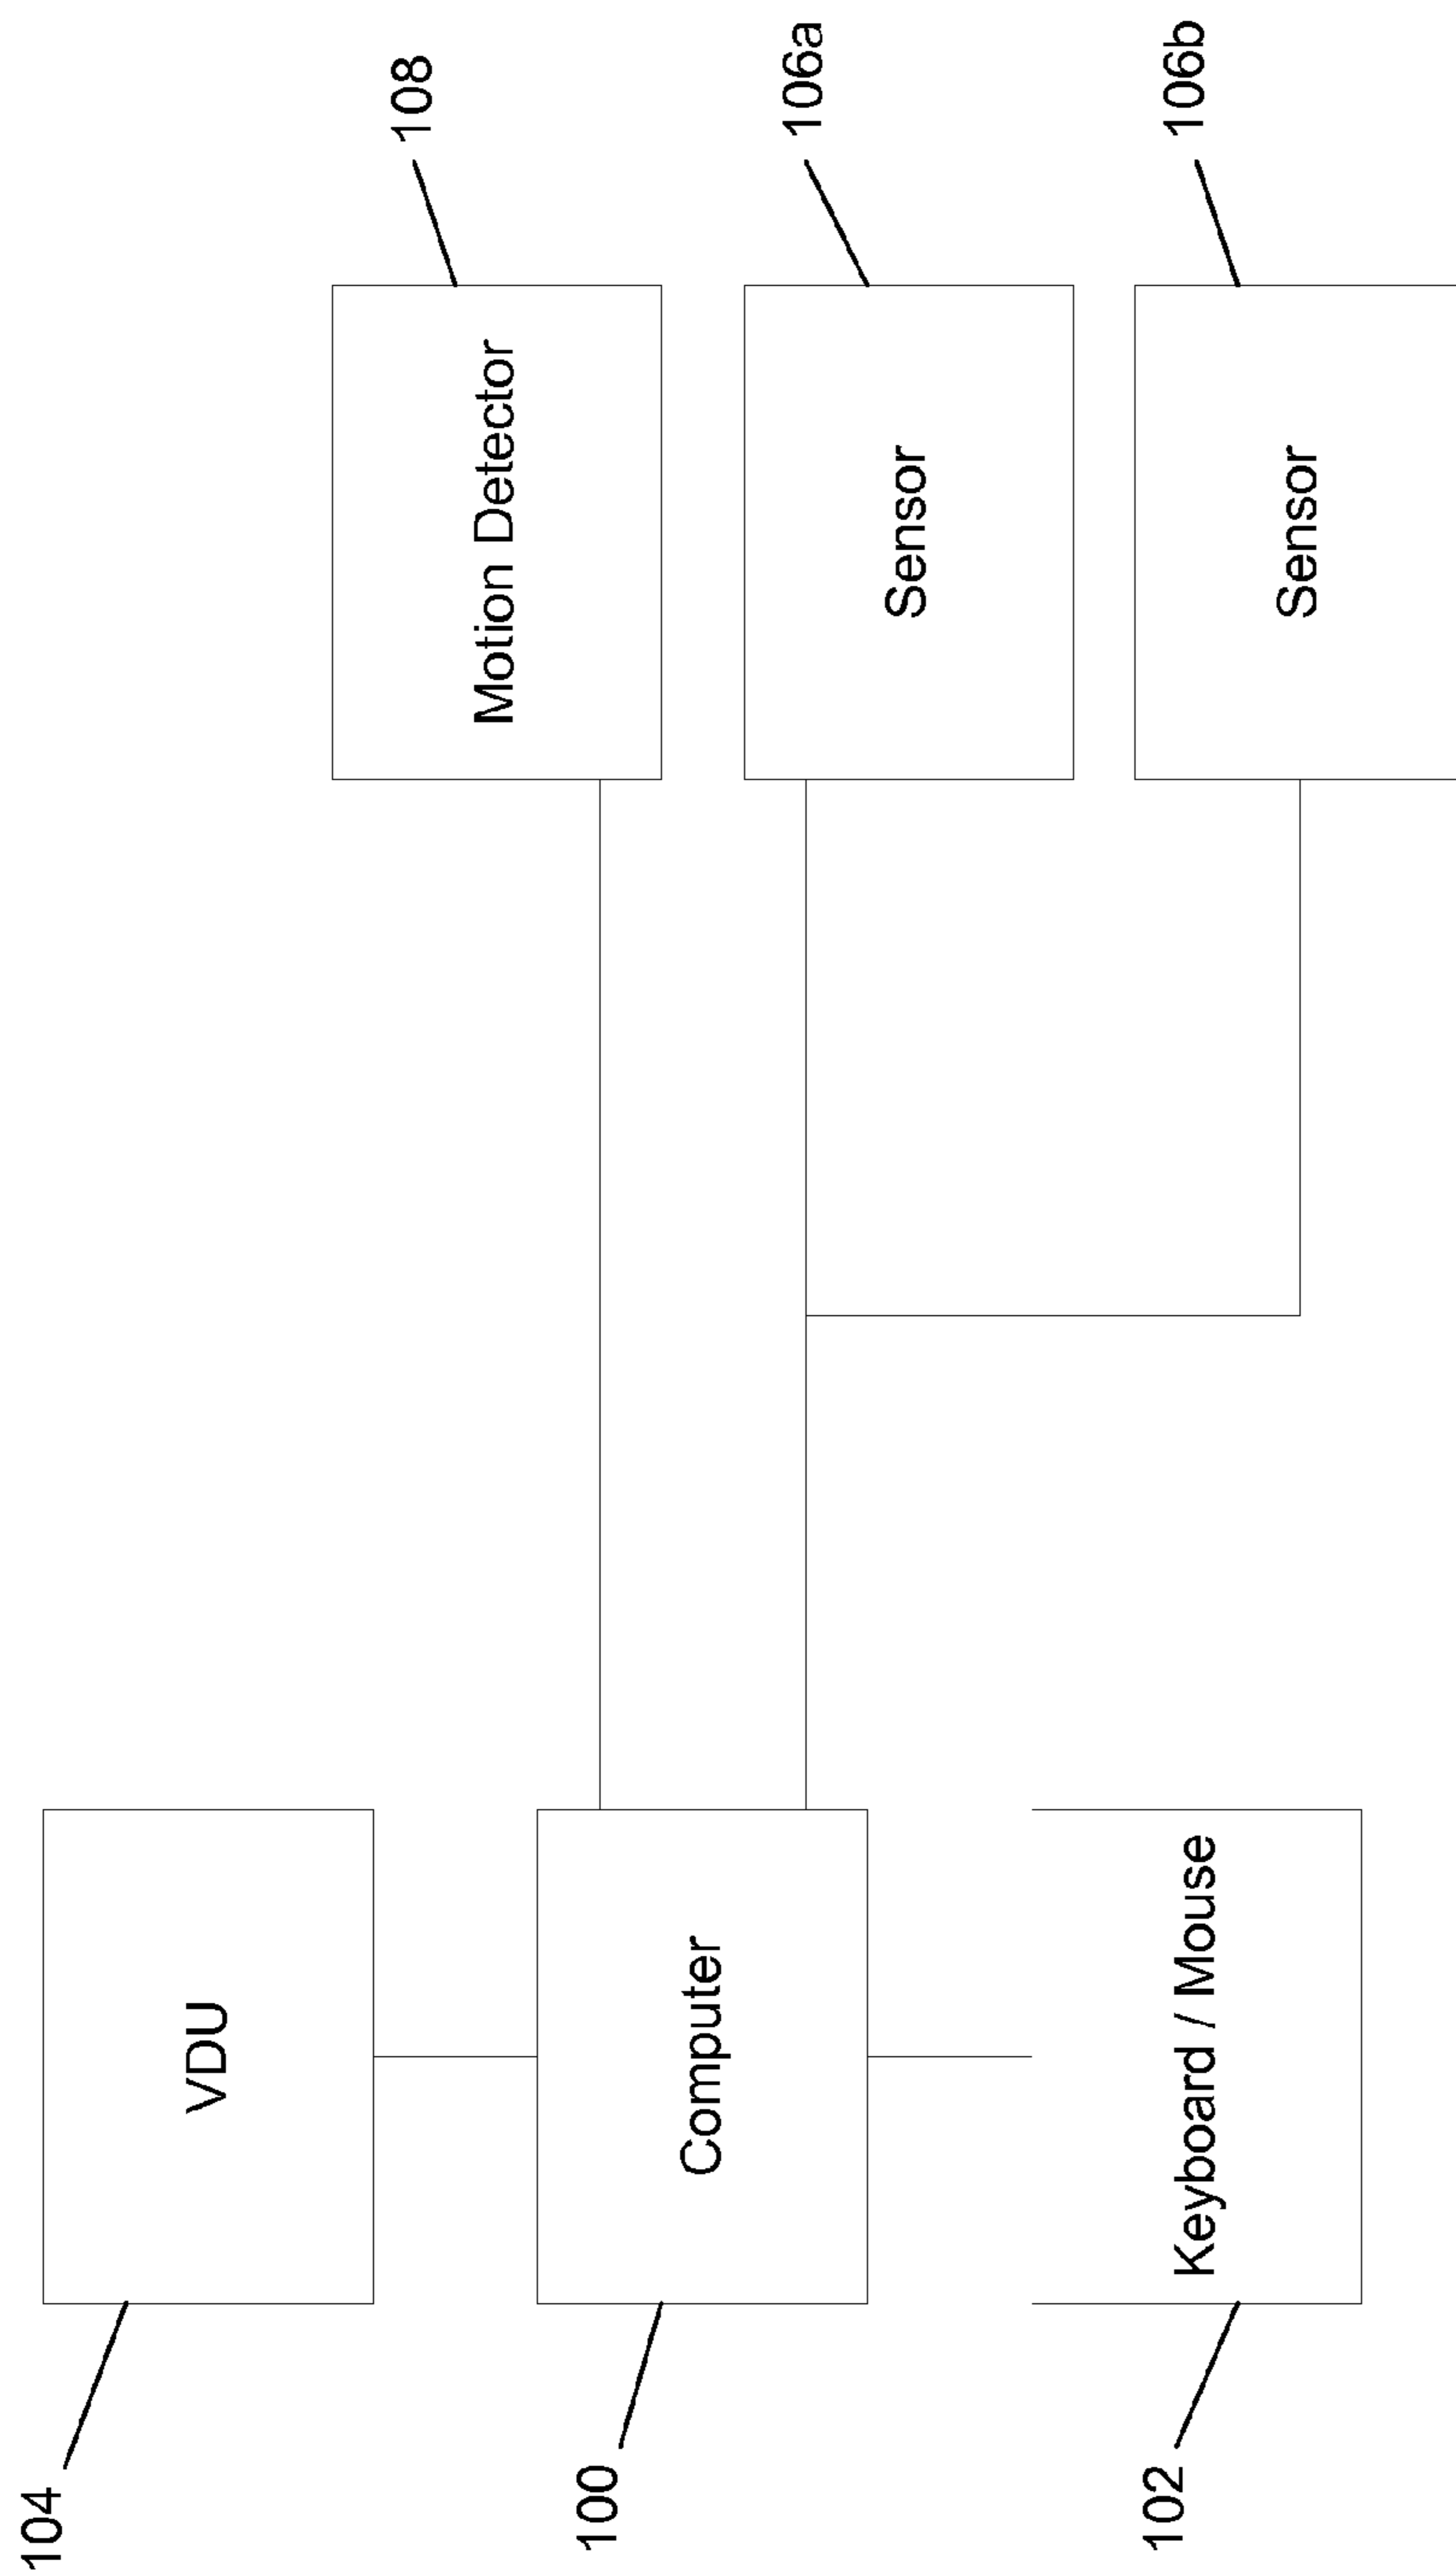 104
VDU
100
Computer
102
Keyboard / Mouse
Motion Detector
108
Sensor
106a
Sensor
106b